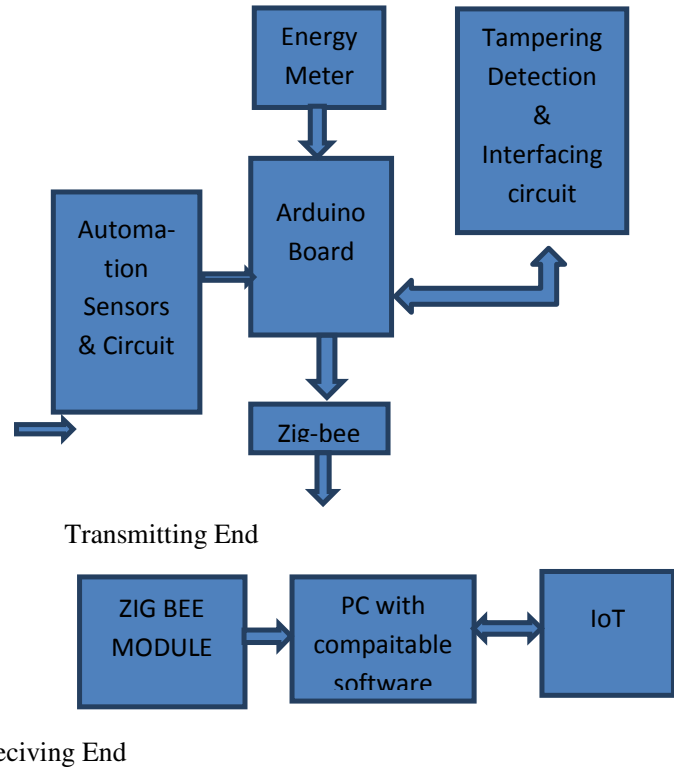 Energy
Meter
Tampering
Detection
&
Interfacing
circuit
Arduino
Board
Automa-
tion
Sensors
& Circuit
Zig-bee
Transmitting End
ZIG BEE
MODULE
PC with
compaitable
software
IoT
eciving End